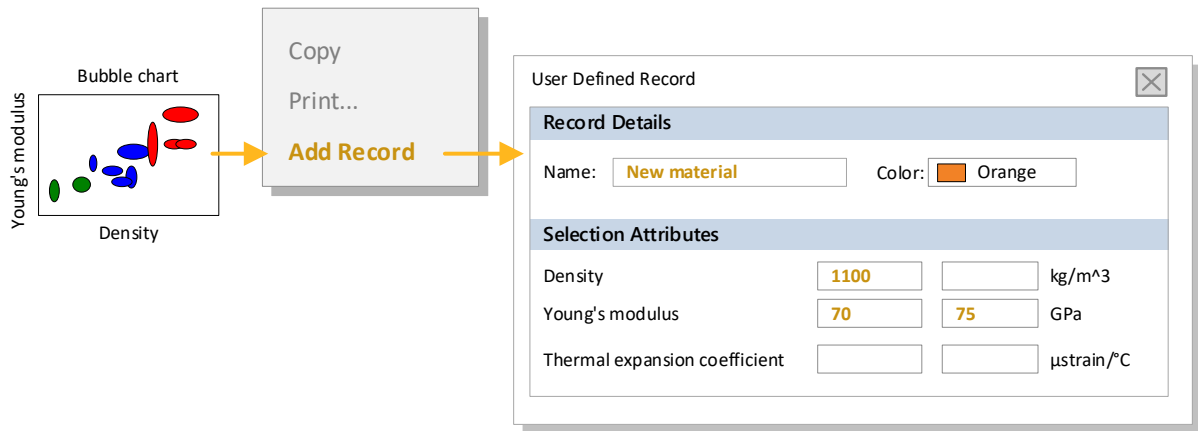 Bubble chart
Young's modulus
Density
Copy
Print...
Add Record
User Defined Record
Record Details
Name: New material Color: Orange
Selection Attributes
Density 1100 kg/m^3
Young's modulus 70 75 GPa
Thermal expansion coefficient µstrain/°C